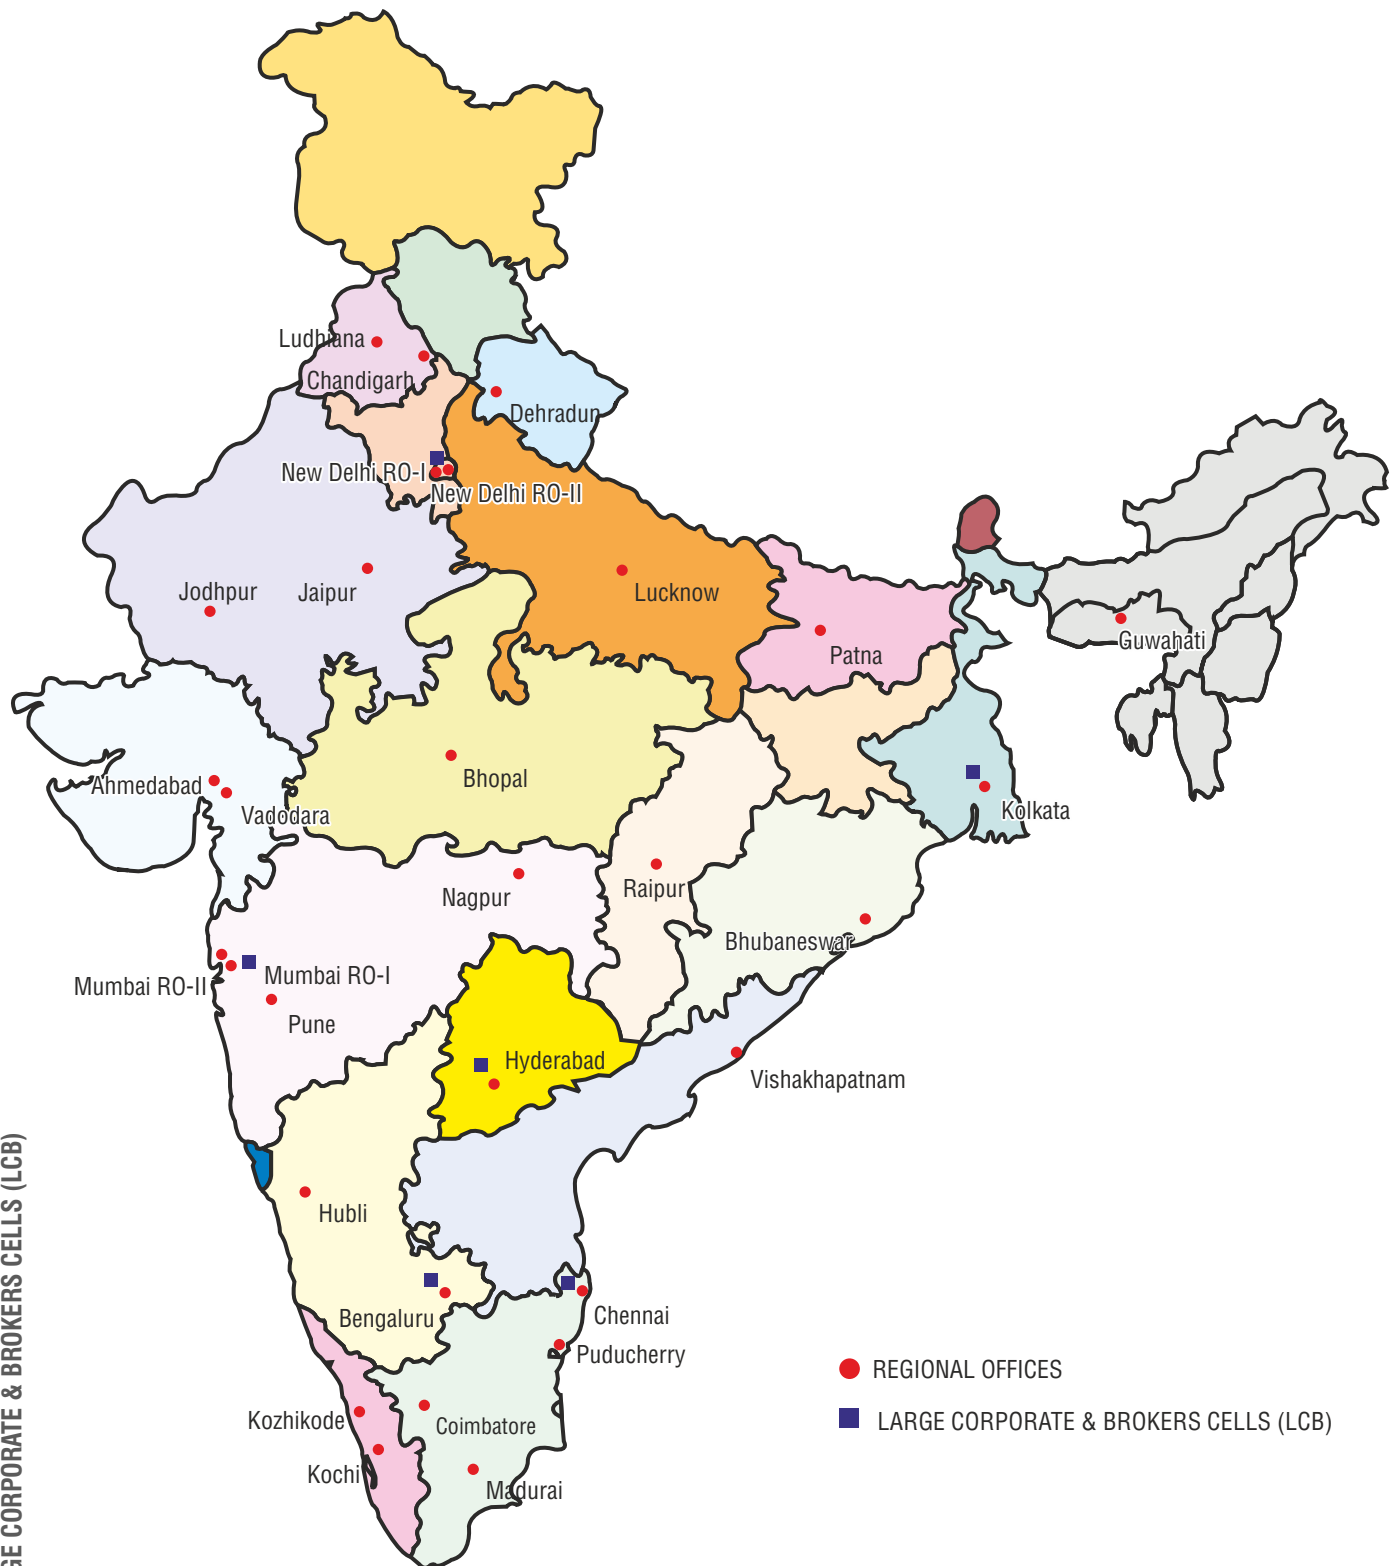 Ludhiana
Chandigarh
Dehradun
New Delhi RO-I
New Delhi RO-II
Jodhpur
Jaipur
Lucknow
Patna
Guwahati
Ahmedabad
Vadodara
Bhopal
Kolkata
Nagpur
Raipur
Bhubaneswar
Mumbai RO-II
Mumbai RO-I
Pune
Hyderabad
Vishakhapatnam
Hubli
Bengaluru
Chennai
Puducherry
Kozhikode
Coimbatore
Kochi
Madurai
REGIONAL OFFICES
LARGE CORPORATE & BROKERS CELLS (LCB)
GE CORPORATE & BROKERS CELLS (LCB)